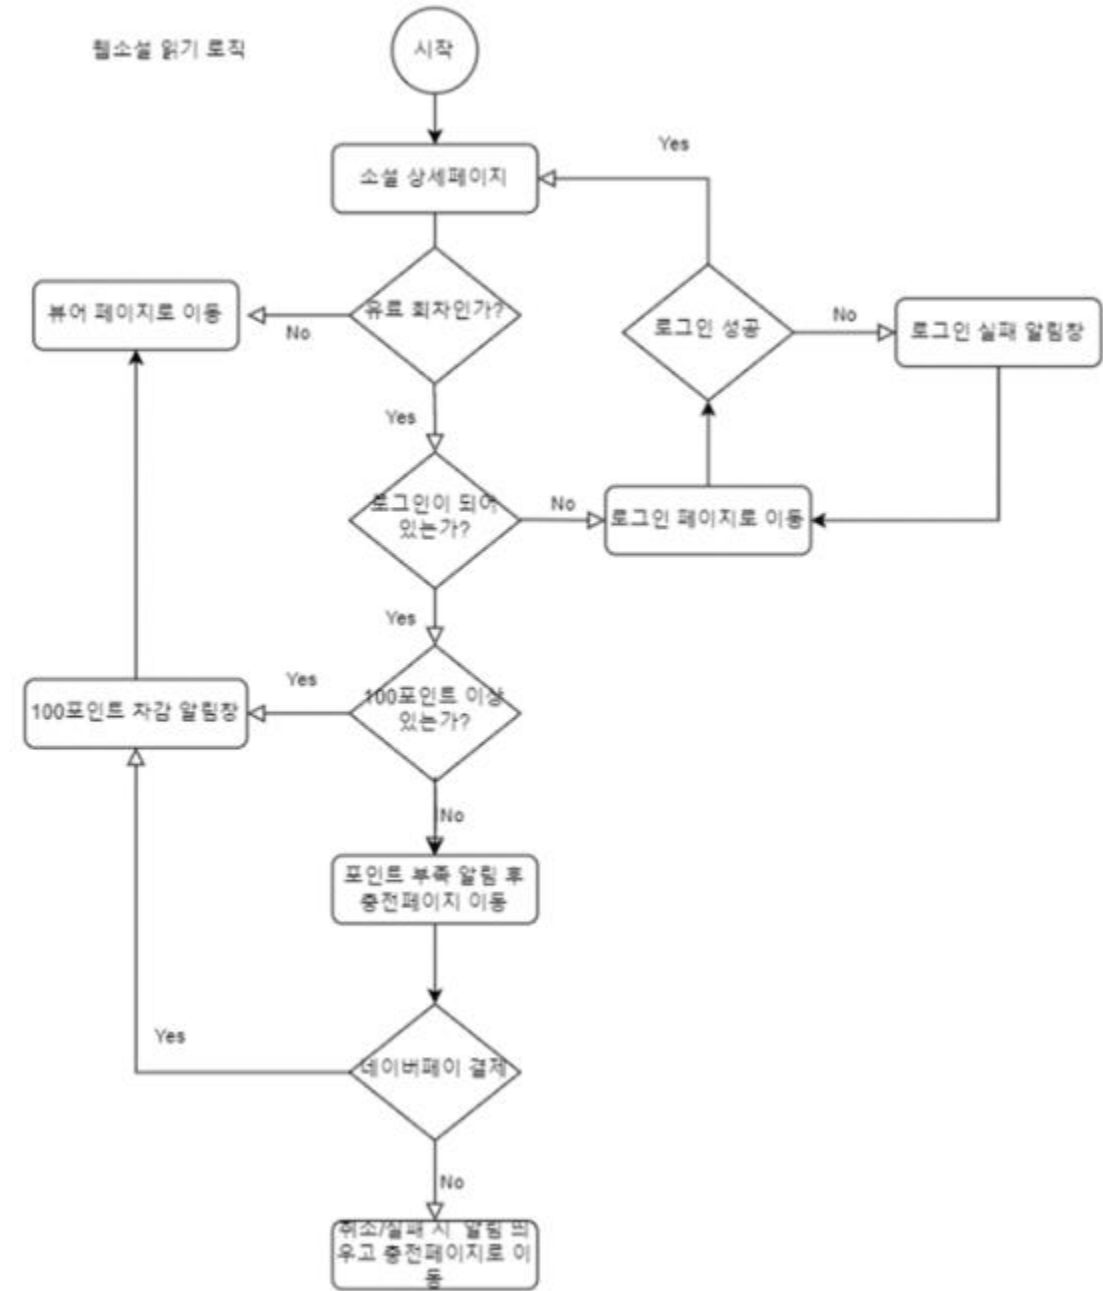 웹소설 읽기 로직
시작
소설 상세페이지
Yes
유료 회차인가?
뷰어 페이지로 이동
No
로그인 성공
No
로그인 실패 알림창
Yes
로그인이 되어
있는가?
No
로그인 페이지로 이동
Yes
100포인트 이상
있는가?
Yes
100포인트 차감 알림창
No
포인트 부족 알림 후
충전페이지 이동
네이버페이 결제
Yes
No
취소/실패 시 알림 띄
우고 충전페이지로 이
동